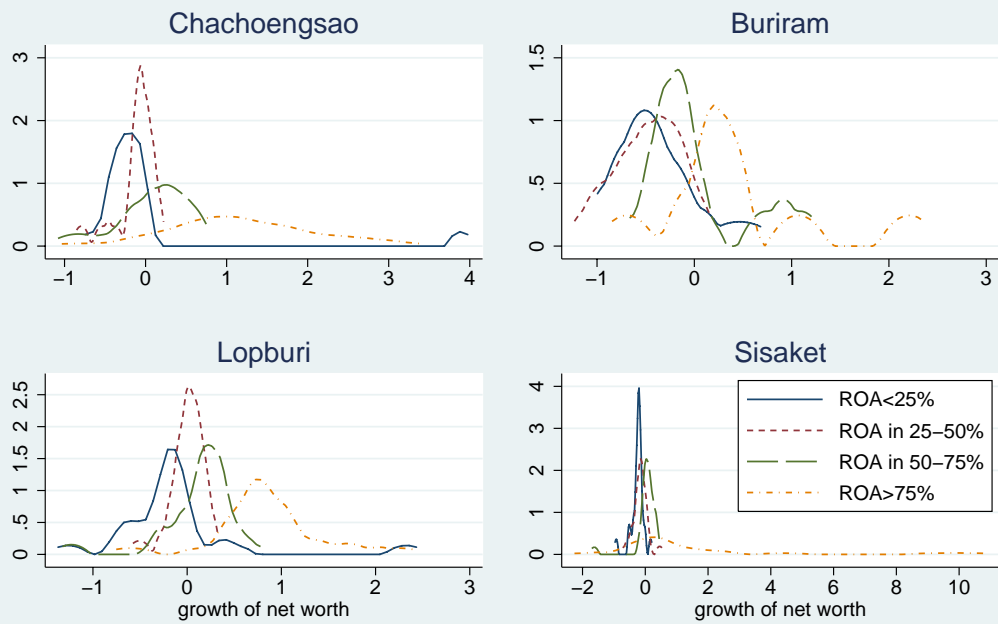 Chachoengsao
3
2
1
0
−1 0 1 2 3 4
Buriram
1.5
1
.5
0
−1 0 1 2 3
Lopburi
2.5
2
1.5
1
.5
0
−1 0 1 2 3
growth of net worth
Sisaket
4
3
2
1
0
−2 0 2 4 6 8 10
growth of net worth
ROA<25%
ROA in 25−50%
ROA in 50−75%
ROA>75%